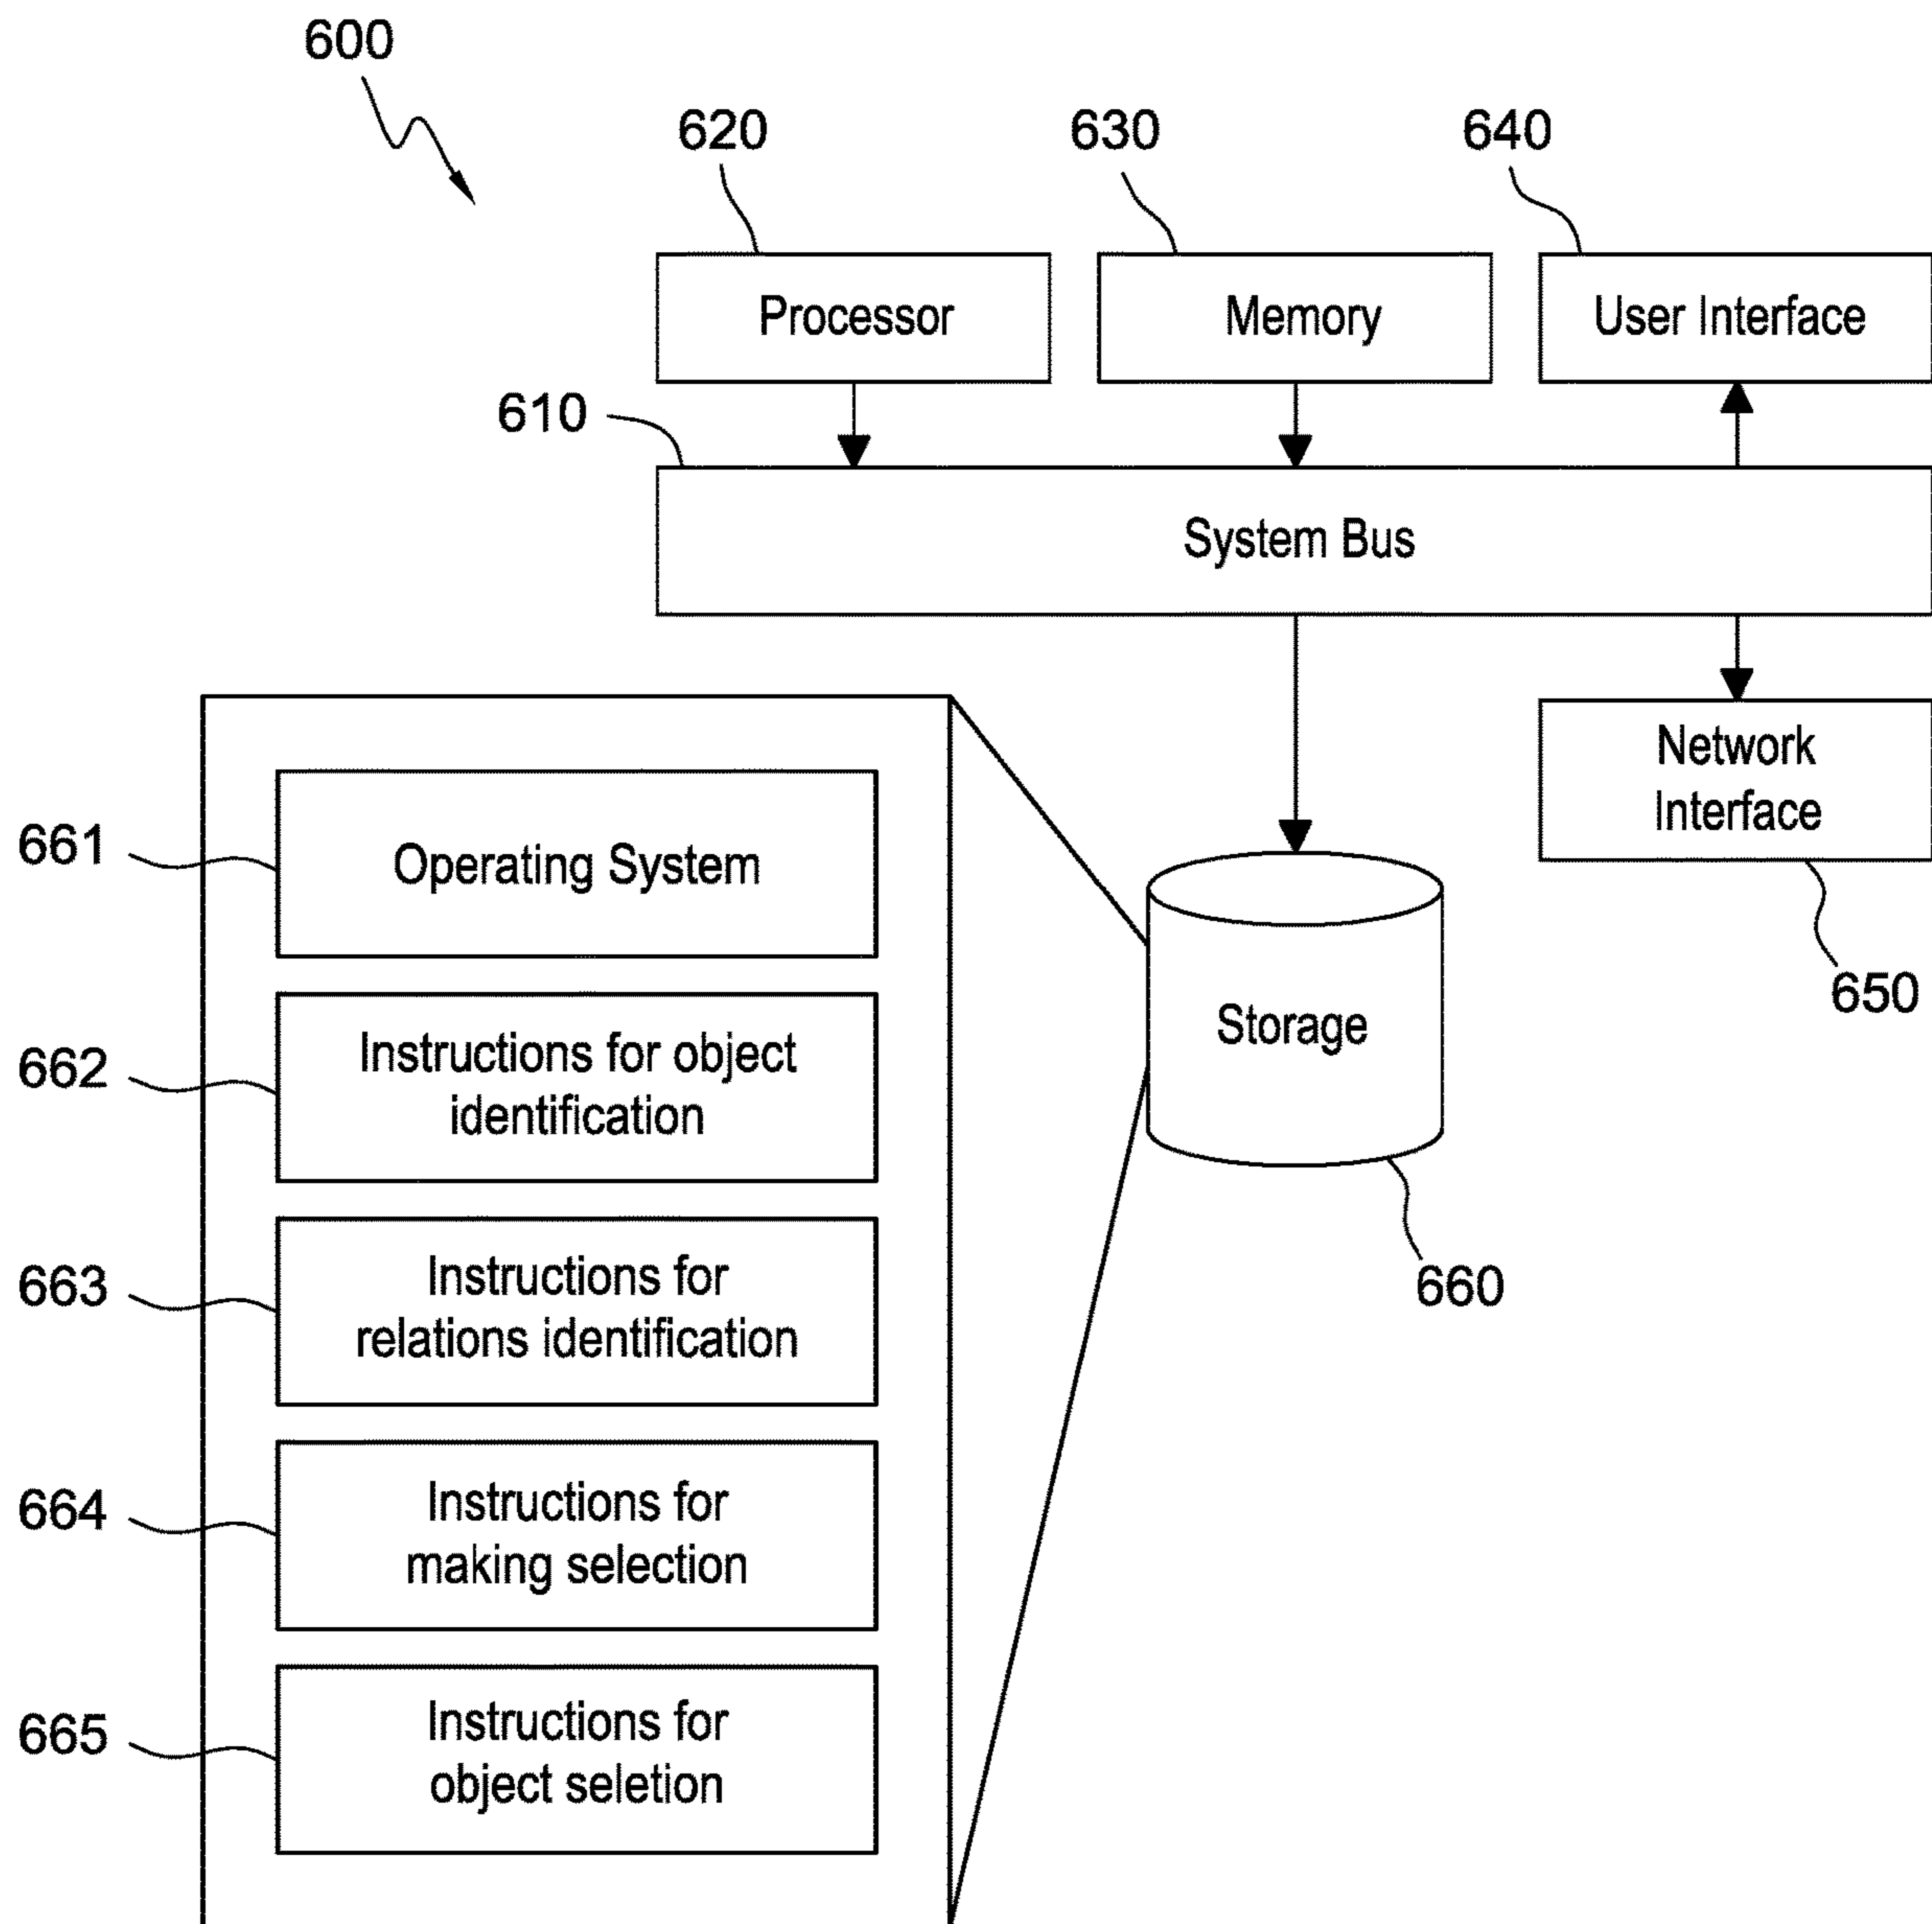 600
620
630
640
Processor
Memory
User Interface
610
System Bus
Network
Interface
650
661
Operating System
Storage
660
662
Instructions for object
identification
663
Instructions for
relations identification
664
Instructions for
making selection
665
Instructions for
object seletion